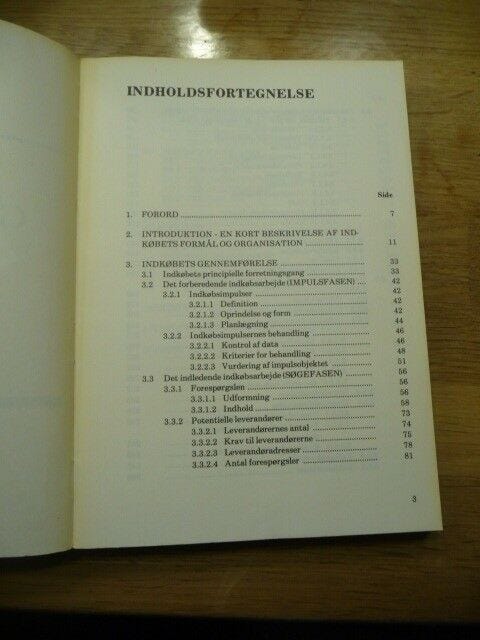 INDHOLDSFORTEGNELSE
Side
1. FORORD 7
2. INTRODUKTION - EN KORT BESKRIVELSE AF IND-
KØBETS FORMÅL OG ORGANISATION 11
3. INDKØBETS GENNEMFØRELSE 33
3.1 Indkøbets principielle forretningsgang 33
3.2 Det forberedende indkøbsarbejde (IMPULSFASEN) 42
3.2.1 Indkøbsimpulser 42
3.2.1.1 Definition 42
3.2.1.2 Oprindelse og form 42
3.2.1.3 Planlægning 44
3.2.2 Indkøbsimpulsernes behandling 46
3.2.2.1 Kontrol af data 46
3.2.2.2 Kriterier for behandling 48
3.2.2.3 Vurdering af impulsobjektet 51
3.3 Det indledende indkøbsarbejde (SØGEFASEN) 56
3.3.1 Forespørgslen 56
3.3.1.1 Udformning 56
3.3.1.2 Indhold 58
3.3.2 Potentielle leverandører 73
3.3.2.1 Leverandørernes antal 74
3.3.2.2 Krav til leverandørerne 75
3.3.2.3 Leverandøradresser 78
3.3.2.4 Antal forespørgsler 81
3